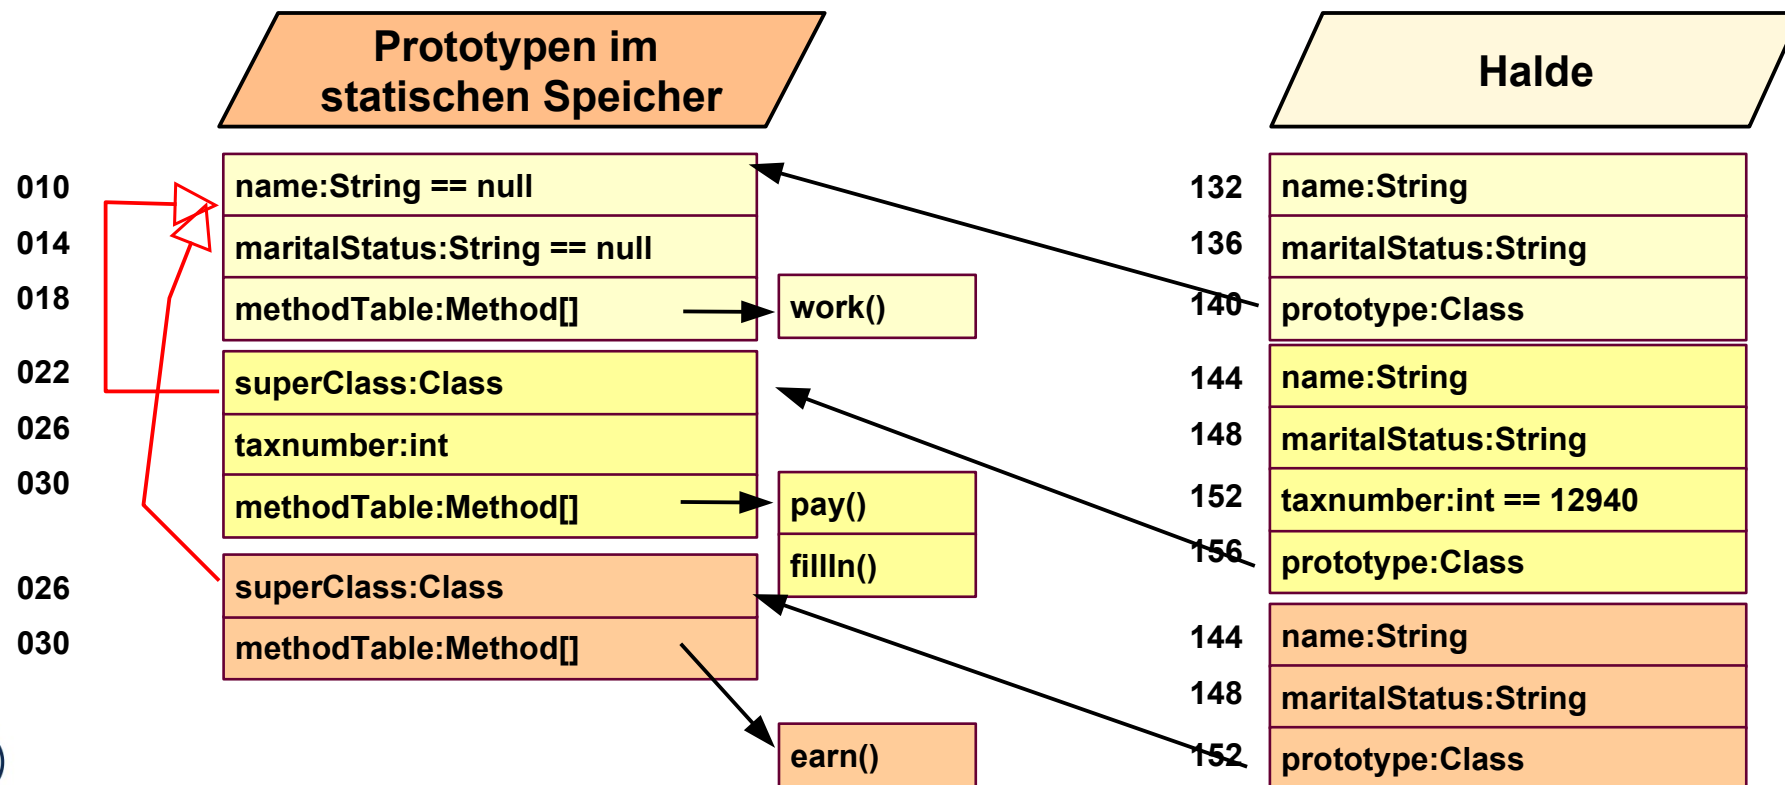 Prototypen im
statischen Speicher
Halde
010
name:String == null
014
maritalStatus:String == null
018
methodTable:Method[]
work()
022
superClass:Class
026
taxnumber:int
030
methodTable:Method[]
pay()
fillIn()
026
superClass:Class
030
methodTable:Method[]
earn()
132
name:String
136
maritalStatus:String
140
prototype:Class
144
name:String
148
maritalStatus:String
152
taxnumber:int == 12940
156
prototype:Class
144
name:String
148
maritalStatus:String
152
prototype:Class